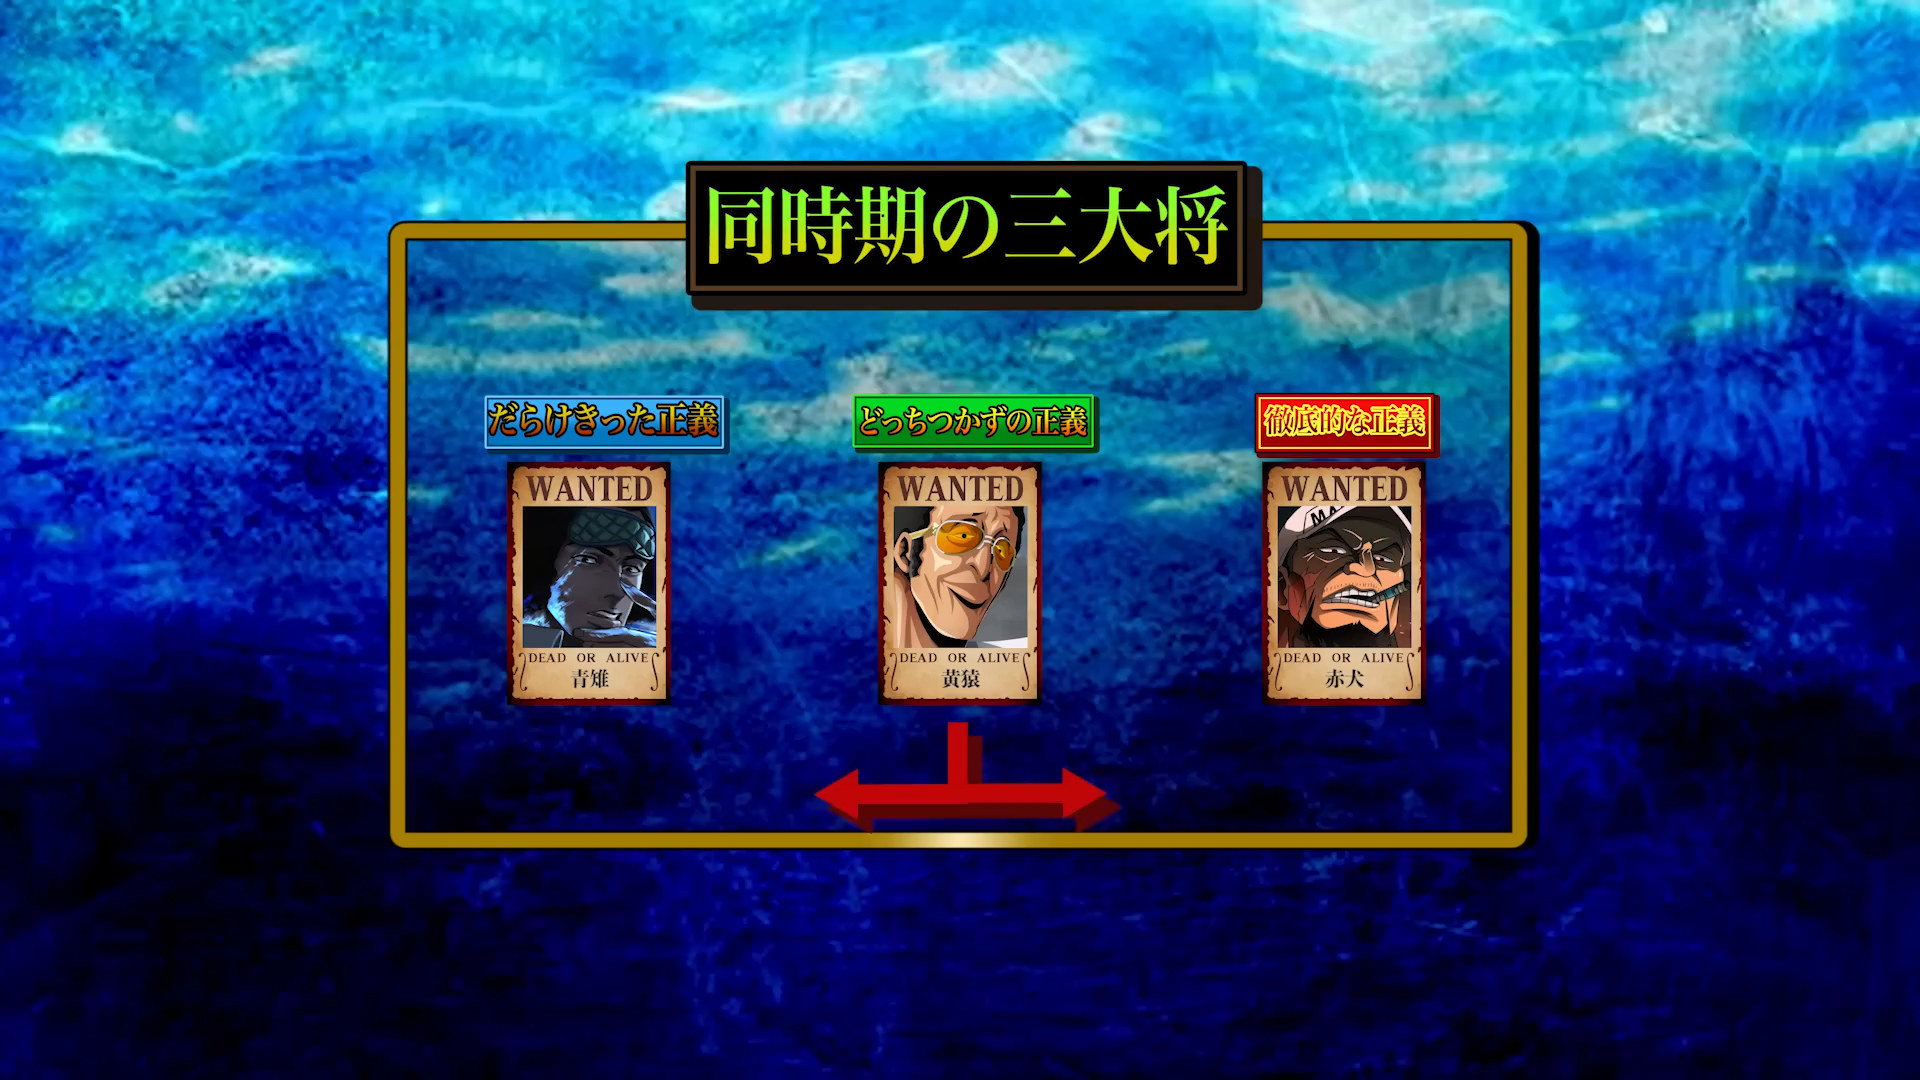 同時期の三大将
だらけきった正義
どっちつかずの正義
徹底的な正義
WANTED
DEAD OR ALIVE
青雉
WANTED
DEAD OR ALIVE
黄猿
WANTED
MA
DEAD OR ALIVE
赤犬